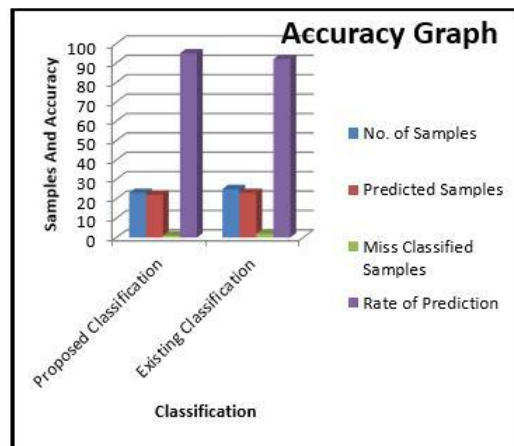 Accuracy Graph
Samples And Accuracy
100
90
80
70
60
50
40
30
20
10
0
Proposed Classification
Existing Classification
Classification
No. of Samples
Predicted Samples
Miss Classified
Samples
Rate of Prediction